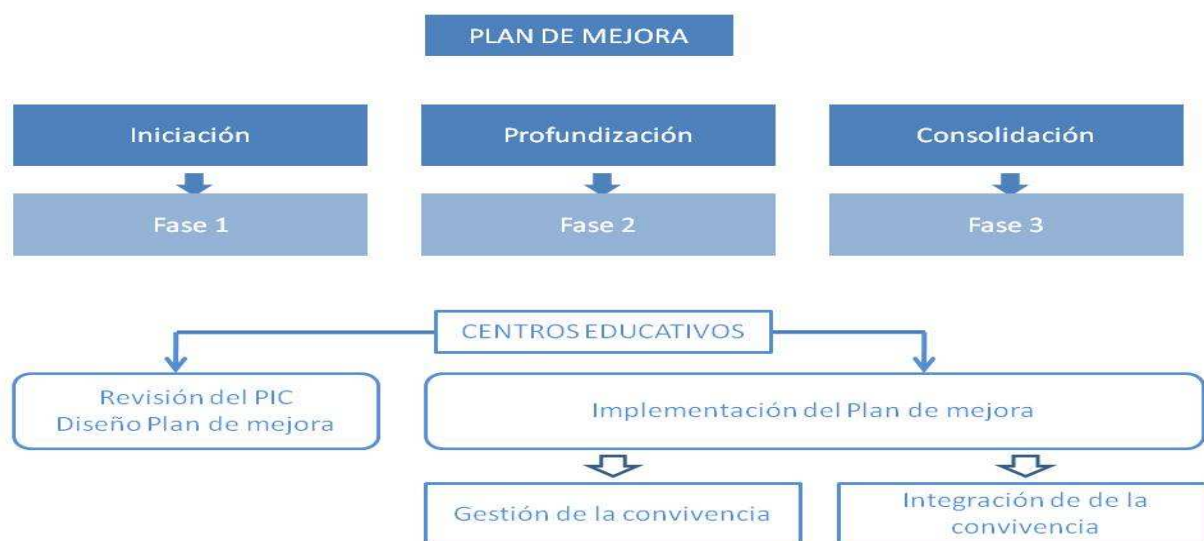 PLAN DE MEJORA
Iniciación
Profundización
Consolidación
Fase 1
Fase 2
Fase 3
CENTROS EDUCATIVOS
Revisión del PIC
Diseño Plan de mejora
Implementación del Plan de mejora
Gestión de la convivencia
Integración de de la
convivencia